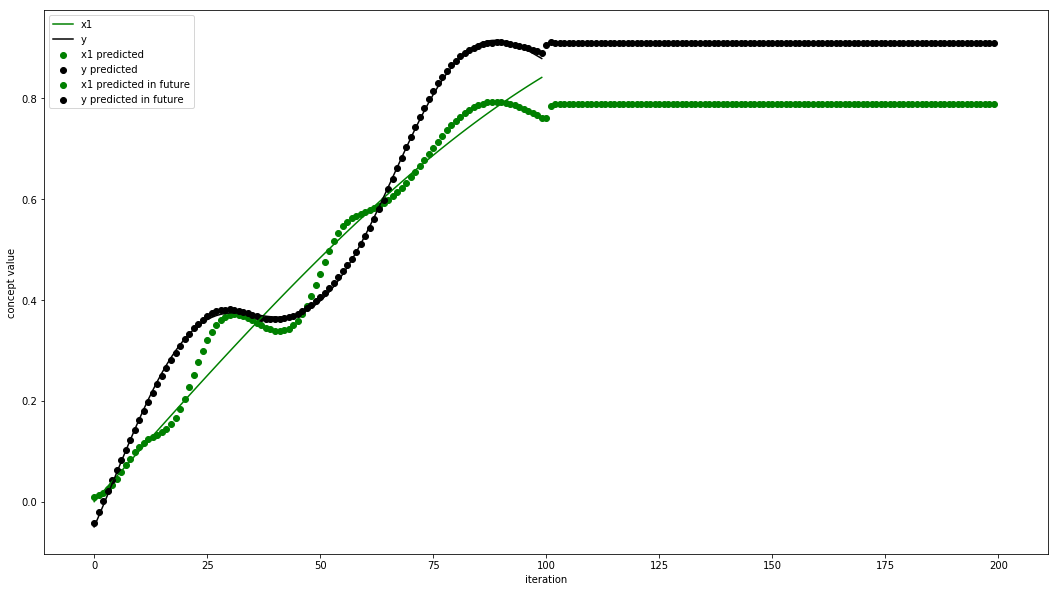 x1
y
x1 predicted
y predicted
x1 predicted in future
y predicted in future
concept value
0.8
0.6
0.4
0.2
0.0
0 25 50 75 100 125 150 175 200
iteration